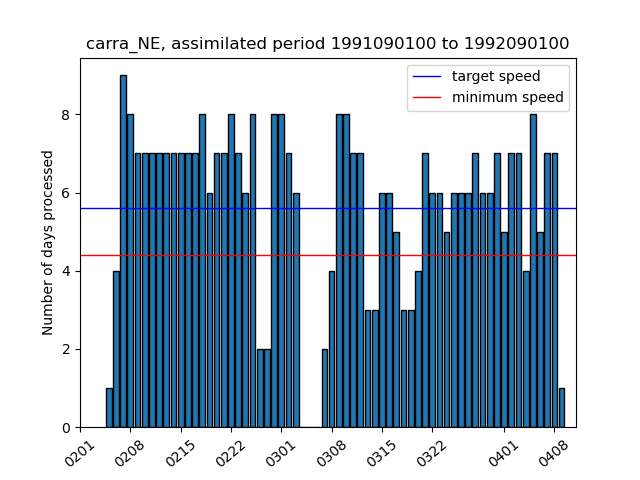 carra_NE, assimilated period 1991090100 to 1992090100
target speed
minimum speed
Number of days processed
8
6
4
2
0
0201 0208 0215 0222 0301 0308 0315 0322 0401 0408